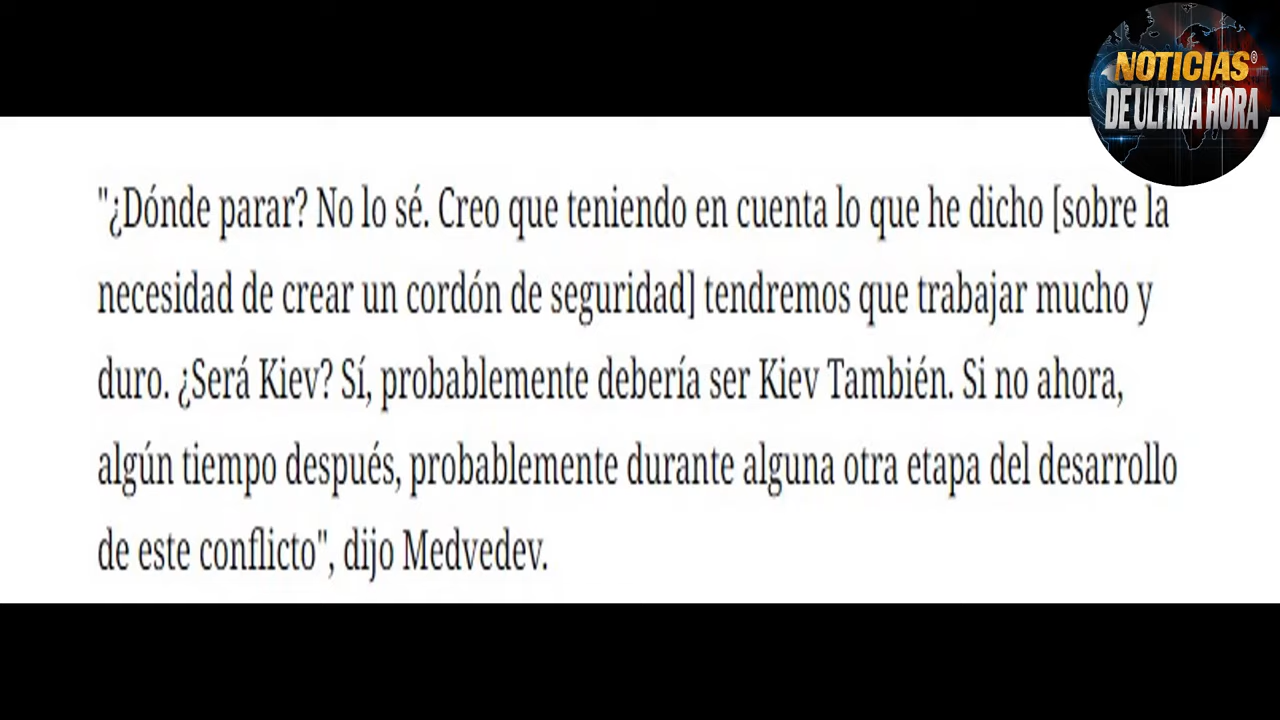 NOTICIAS®
DE ULTIMA HORA
"¿Dónde parar? No lo sé. Creo que teniendo en cuenta lo que he dicho [sobre la
necesidad de crear un cordón de seguridad] tendremos que trabajar mucho y
duro. ¿Será Kiev? Sí, probablemente debería ser Kiev También. Si no ahora,
algún tiempo después, probablemente durante alguna otra etapa del desarrollo
de este conflicto", dijo Medvedev.